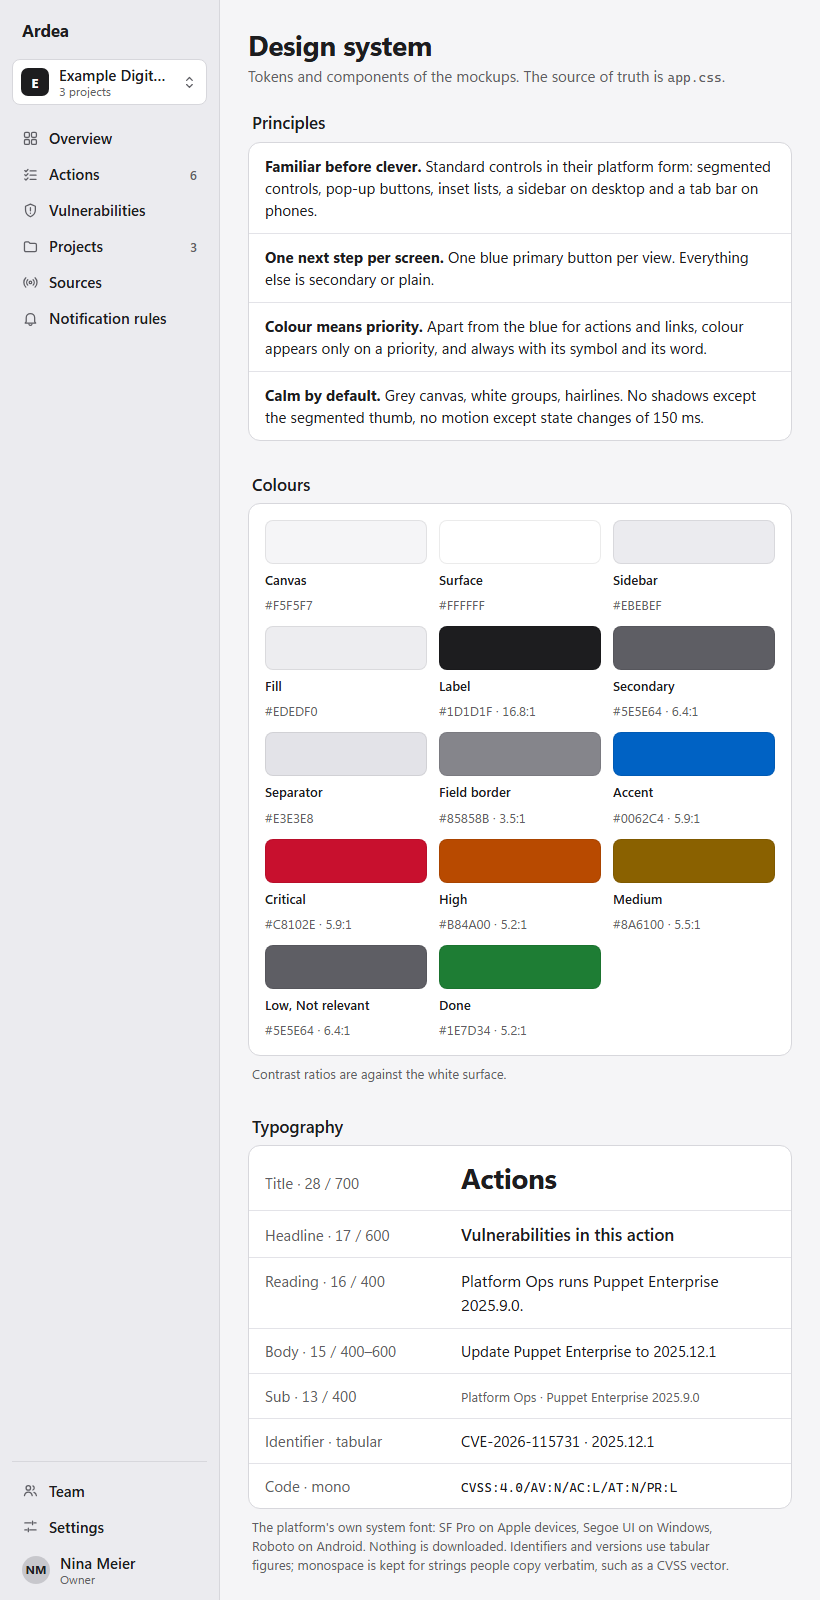 Ardea
E
Example Digit...
3 projects
Overview
Actions 6
Vulnerabilities
Projects 3
Sources
Notification rules
Team
Settings
NM
Nina Meier
Owner
Design system
Tokens and components of the mockups. The source of truth is app.css.
Principles
Familiar before clever. Standard controls in their platform form: segmented
controls, pop-up buttons, inset lists, a sidebar on desktop and a tab bar on
phones.
One next step per screen. One blue primary button per view. Everything
else is secondary or plain.
Colour means priority. Apart from the blue for actions and links, colour
appears only on a priority, and always with its symbol and its word.
Calm by default. Grey canvas, white groups, hairlines. No shadows except
the segmented thumb, no motion except state changes of 150 ms.
Colours
Canvas Surface Sidebar
#F5F5F7 #FFFFFF #EBEBEF
Fill Label Secondary
#EDEDF0 #1D1D1F · 16.8:1 #5E5E64 · 6.4:1
Separator Field border Accent
#E3E3E8 #85858B · 3.5:1 #0062C4 · 5.9:1
Critical High Medium
#C8102E · 5.9:1 #B84A00 · 5.2:1 #8A6100 · 5.5:1
Low, Not relevant Done
#5E5E64 · 6.4:1 #1E7D34 · 5.2:1
Contrast ratios are against the white surface.
Typography
Title · 28 / 700 Actions
Headline · 17 / 600 Vulnerabilities in this action
Reading · 16 / 400 Platform Ops runs Puppet Enterprise
2025.9.0.
Body · 15 / 400–600 Update Puppet Enterprise to 2025.12.1
Sub · 13 / 400 Platform Ops · Puppet Enterprise 2025.9.0
Identifier · tabular CVE-2026-115731 · 2025.12.1
Code · mono CVSS:4.0/AV:N/AC:L/AT:N/PR:L
The platform's own system font: SF Pro on Apple devices, Segoe UI on Windows,
Roboto on Android. Nothing is downloaded. Identifiers and versions use tabular
figures; monospace is kept for strings people copy verbatim, such as a CVSS vector.